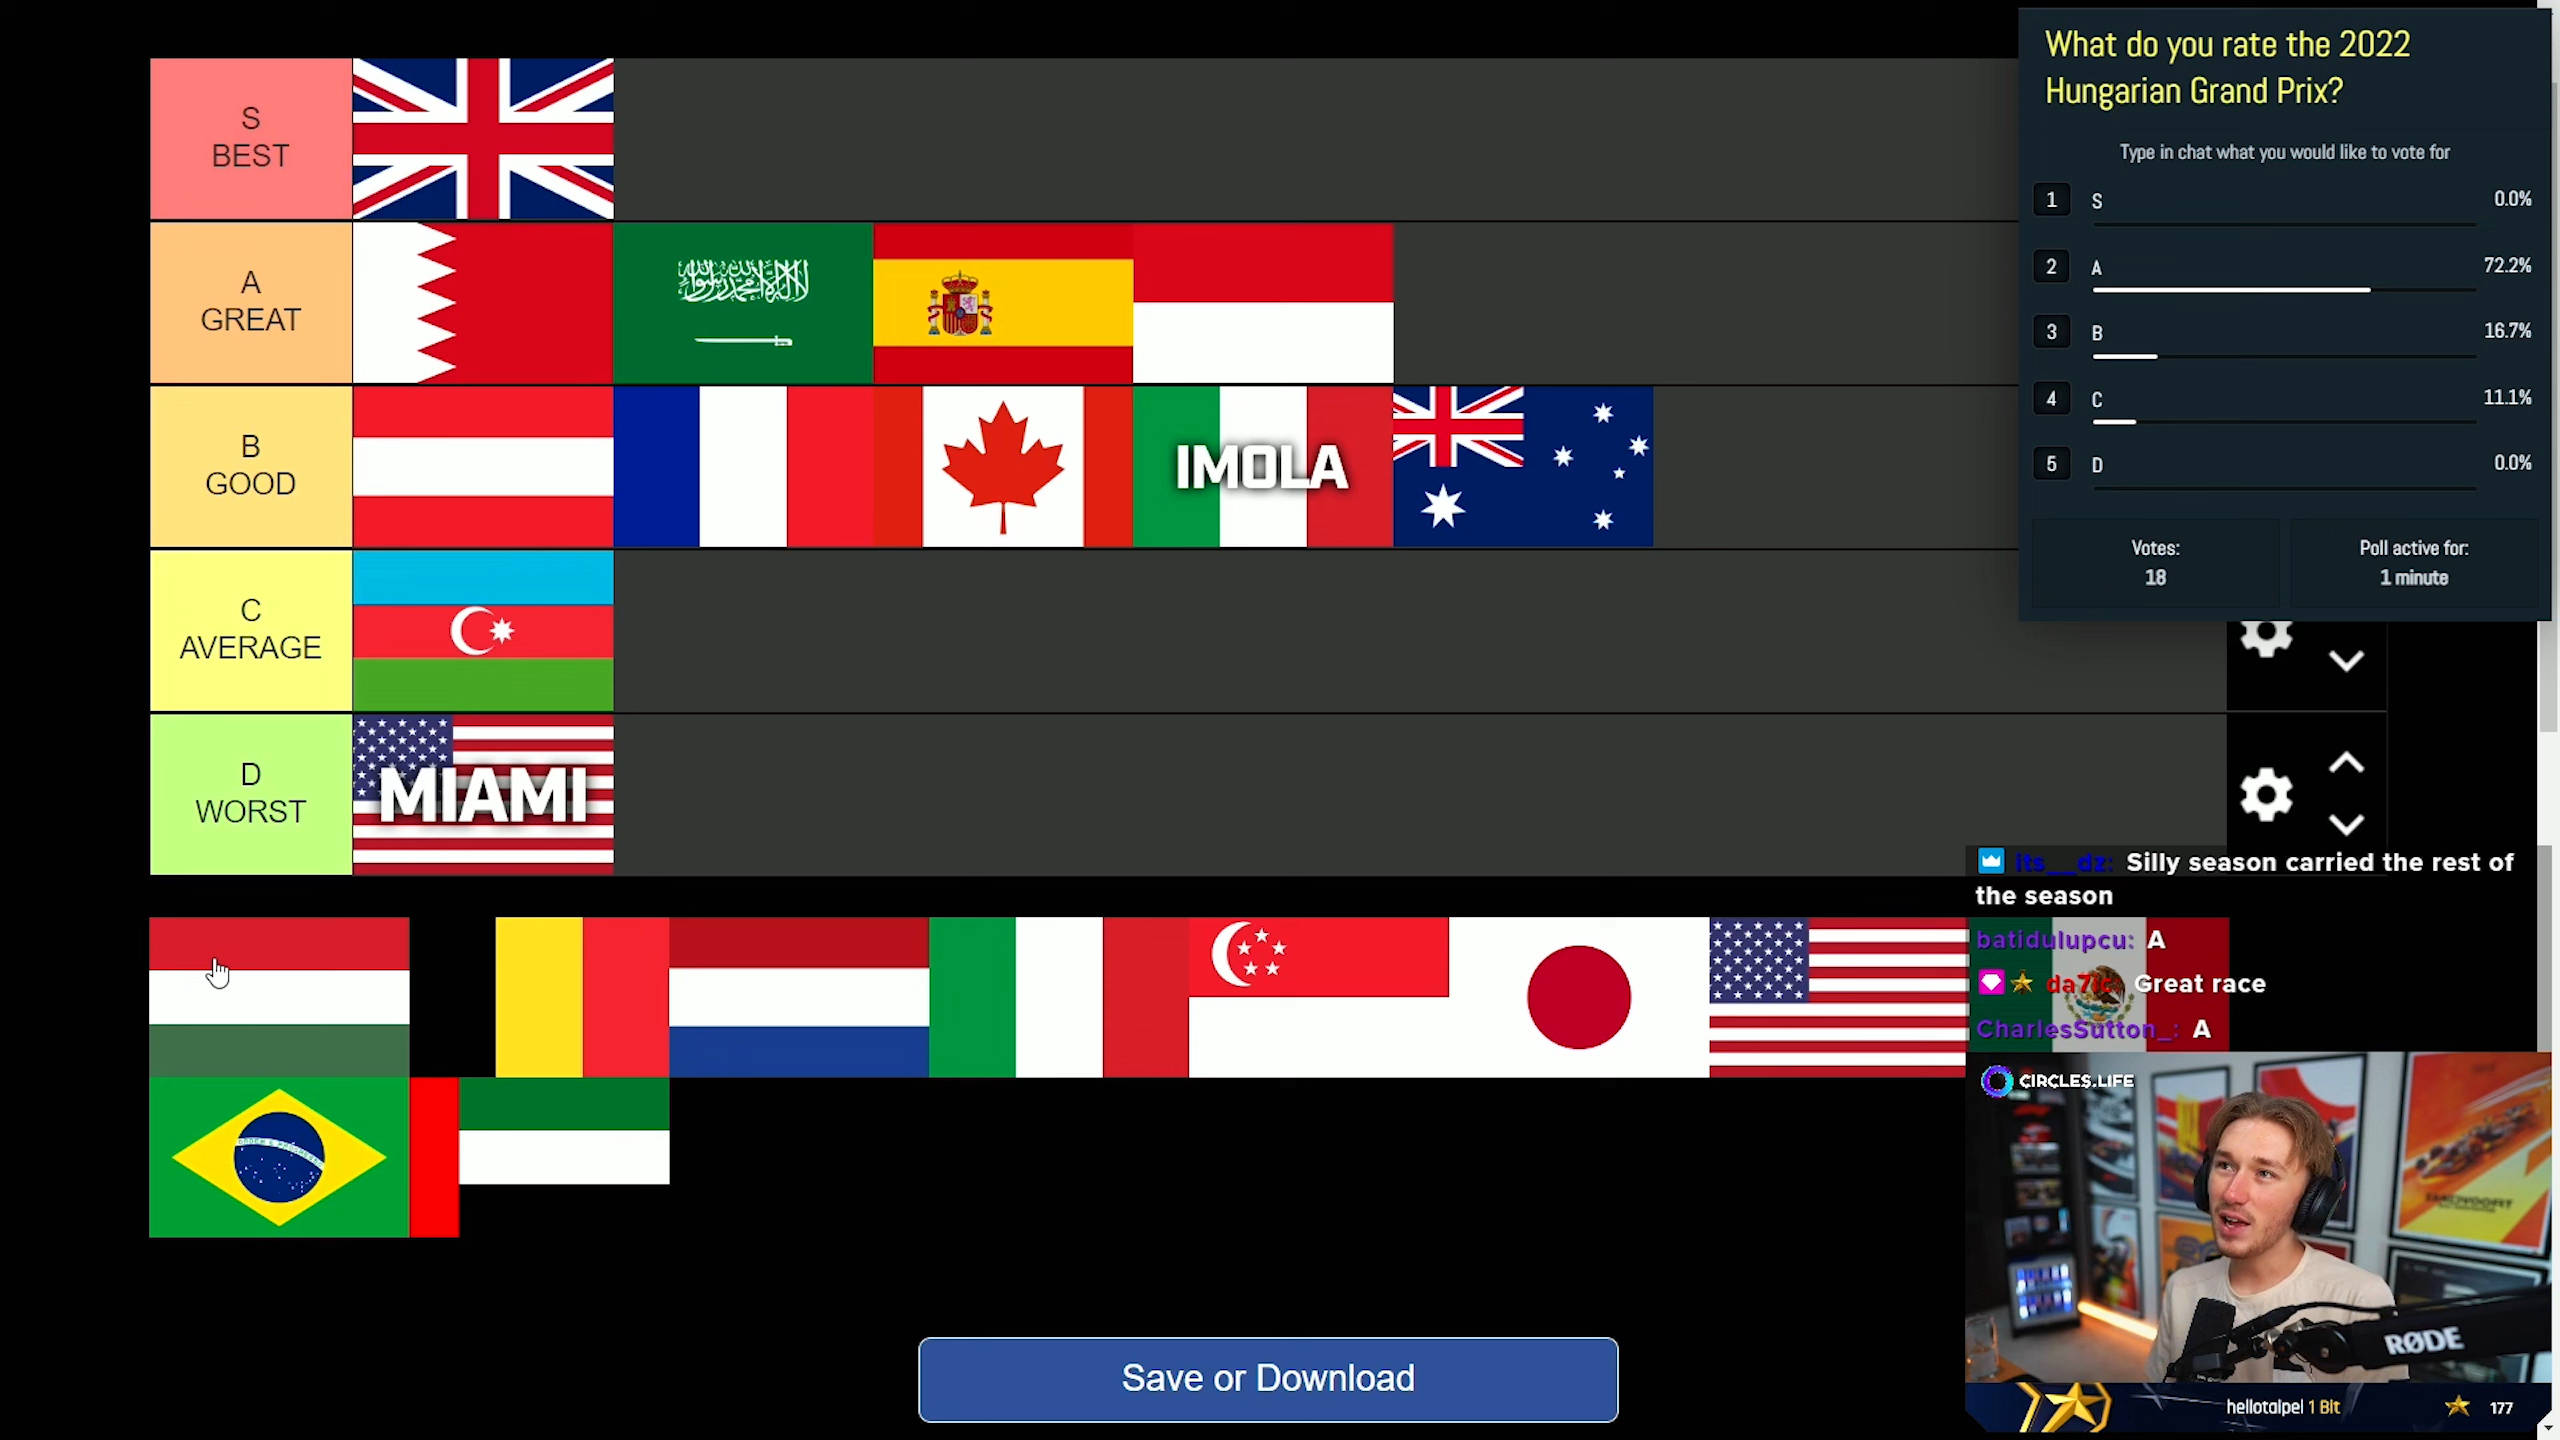 S
BEST
A
GREAT
B
GOOD
IMOLA
C
AVERAGE
D
WORST
MIAMI
Save or Download
What do you rate the 2022
Hungarian Grand Prix?
Type in chat what you would like to vote for
1 S 0.0%
2 A 72.2%
3 B 16.7%
4 C 11.1%
5 D 0.0%
Votes:
18
Poll active for:
1 minute
its__dz: Silly season carried the rest of
the season
batidulupcu: A
Great race
CharlesSutton_: A
CIRCLES.LIFE
RØDE
hellotalpel 1 Bit
177